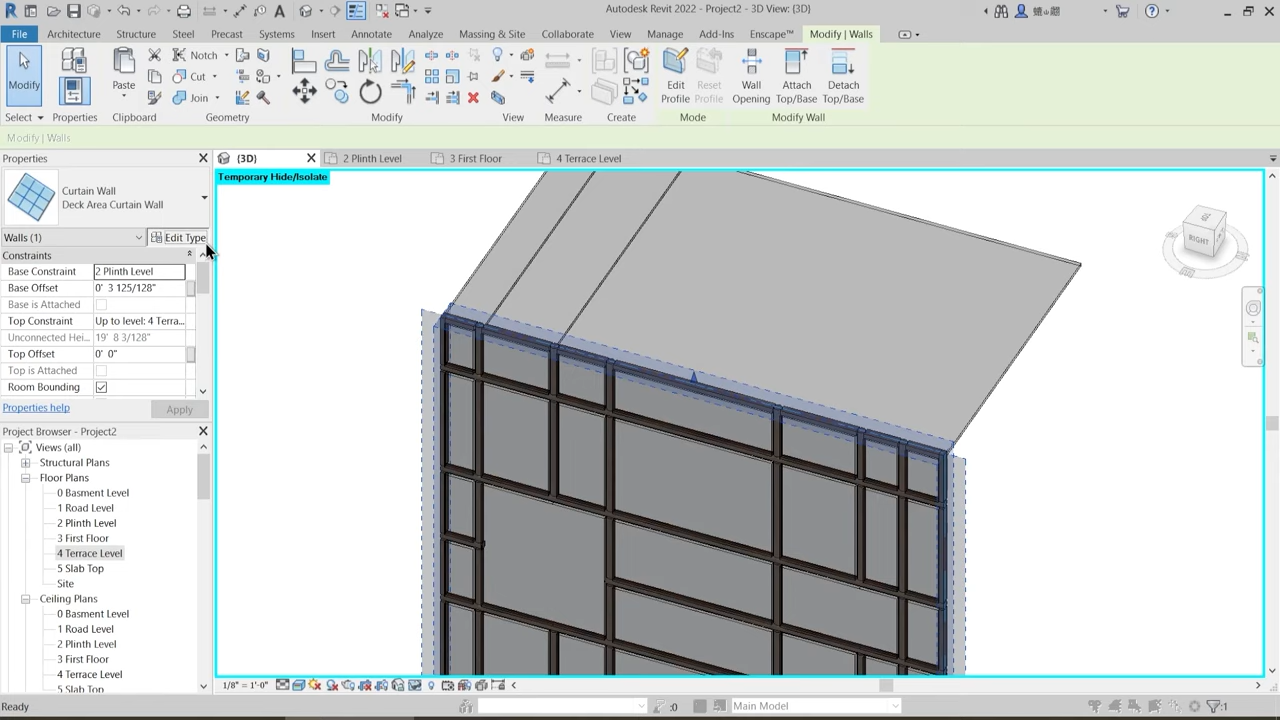 Autodesk Revit 2022 - Project2 - 3D View: {3D}
File Architecture Structure Steel Precast Systems Insert Annotate Analyze Massing & Site Collaborate View Manage Add-Ins Enscape™ Modify | Walls
Modify Paste Notch Cut Join Edit Profile Reset Profile Wall Opening Attach Top/Base Detach Top/Base
Select Properties Clipboard Geometry Modify View Measure Create Mode Modify Wall
Modify | Walls
Properties
{3D} 2 Plinth Level 3 First Floor 4 Terrace Level
Temporary Hide/Isolate
Curtain Wall
Deck Area Curtain Wall
Walls (1) Edit Type
Constraints
Base Constraint 2 Plinth Level
Base Offset 0' 3 125/128"
Base is Attached
Top Constraint Up to level: 4 Terra...
Unconnected Hei... 19' 8 3/128"
Top Offset 0' 0"
Top is Attached
Room Bounding
Properties help Apply
RIGHT
Project Browser - Project2
Views (all)
Structural Plans
Floor Plans
0 Basment Level
1 Road Level
2 Plinth Level
3 First Floor
4 Terrace Level
5 Slab Top
Site
Ceiling Plans
0 Basment Level
1 Road Level
2 Plinth Level
3 First Floor
4 Terrace Level
5 Slab Top
1/8" = 1'-0"
Ready :0 Main Model :1